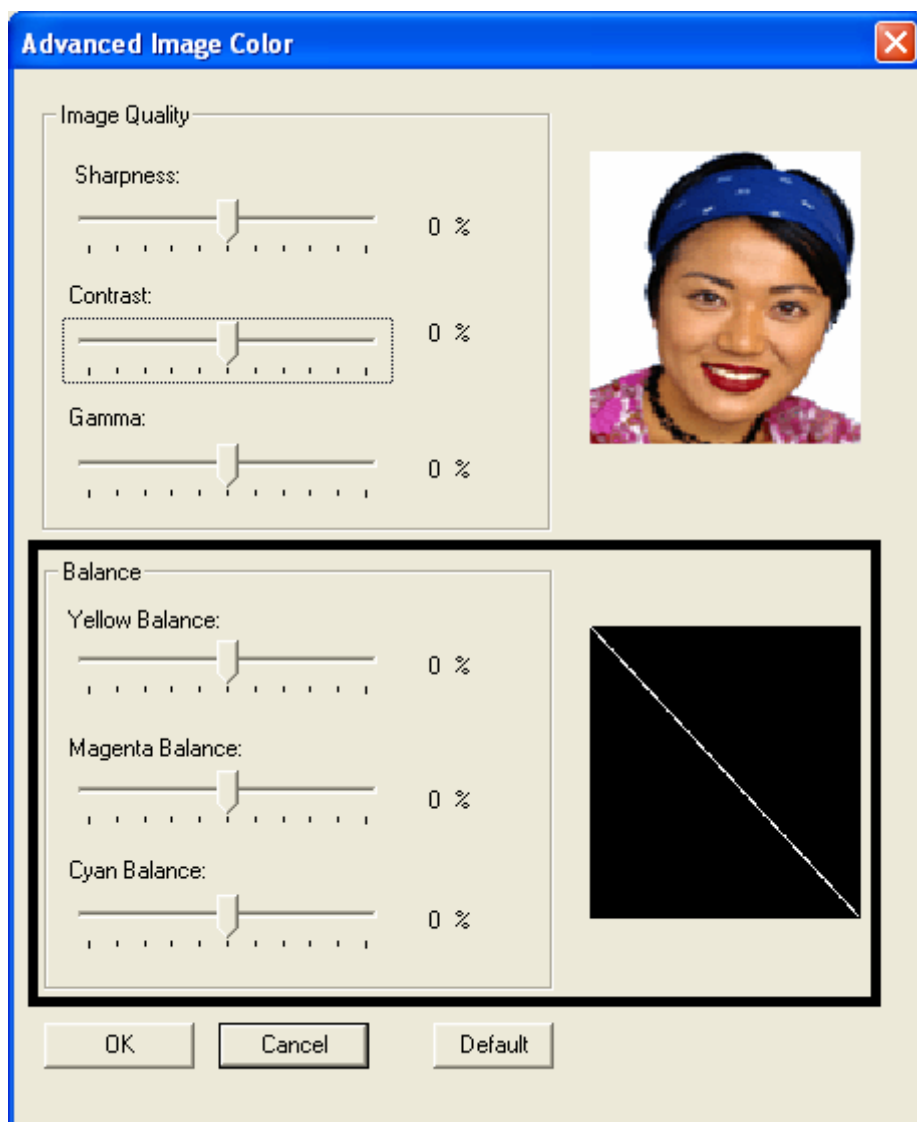 Advanced Image Color
Image Quality
Sharpness:
0 %
Contrast:
0 %
Gamma:
0 %
Balance
Yellow Balance:
0 %
Magenta Balance:
0 %
Cyan Balance:
0 %
OK Cancel Default